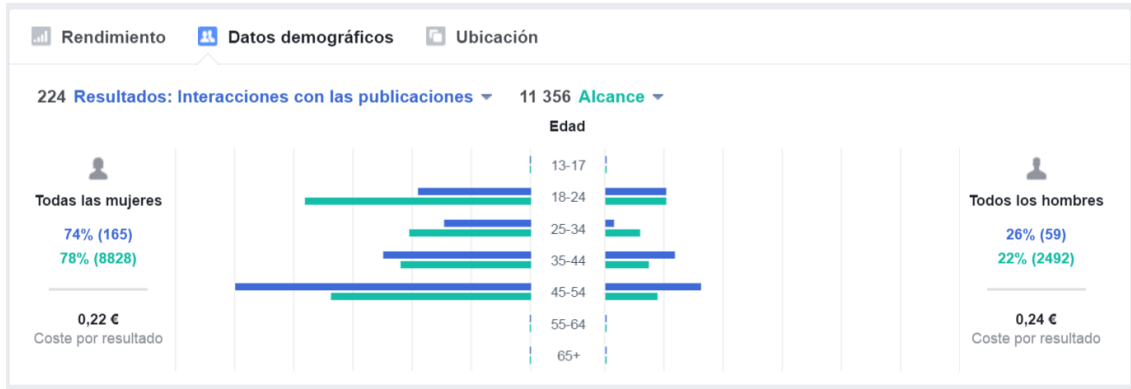 Rendimiento Datos demográficos Ubicación
224 Resultados: Interacciones con las publicaciones 11 356 Alcance
Edad
Todas las mujeres
74% (165)
78% (8828)
0,22 €
Coste por resultado
13-17
18-24
25-34
35-44
45-54
55-64
65+
Todos los hombres
26% (59)
22% (2492)
0,24 €
Coste por resultado